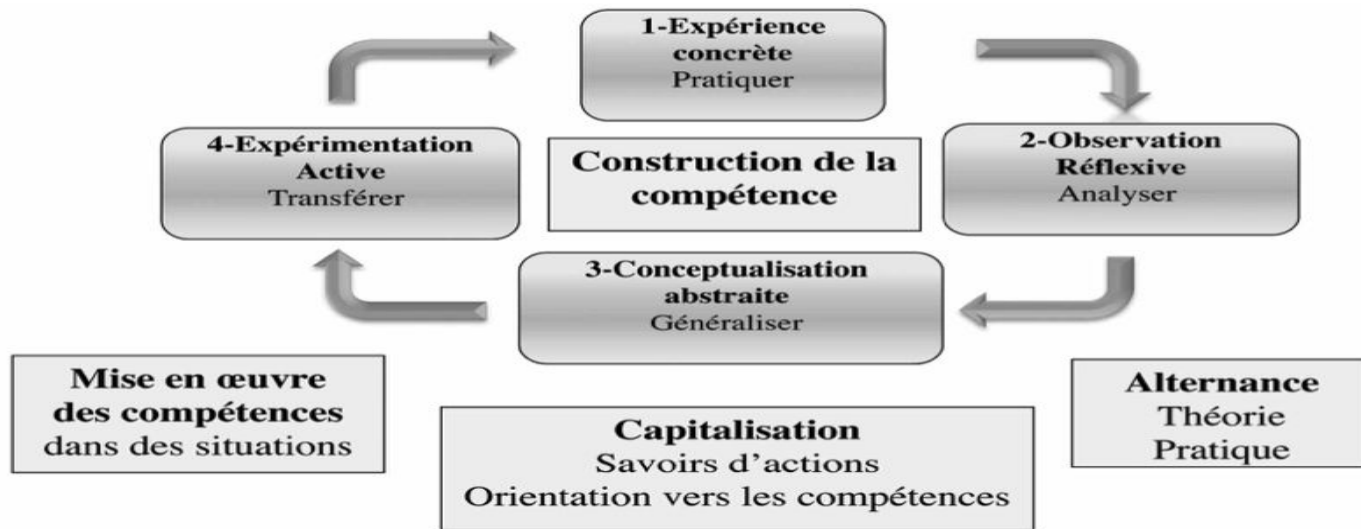 1-Expérience
concrète
Pratiquer
4-Expérimentation
Active
Transférer
Construction de la
compétence
2-Observation
Réflexive
Analyser
3-Conceptualisation
abstraite
Généraliser
Mise en œuvre
des compétences
dans des situations
Capitalisation
Savoirs d'actions
Orientation vers les compétences
Alternance
Théorie
Pratique